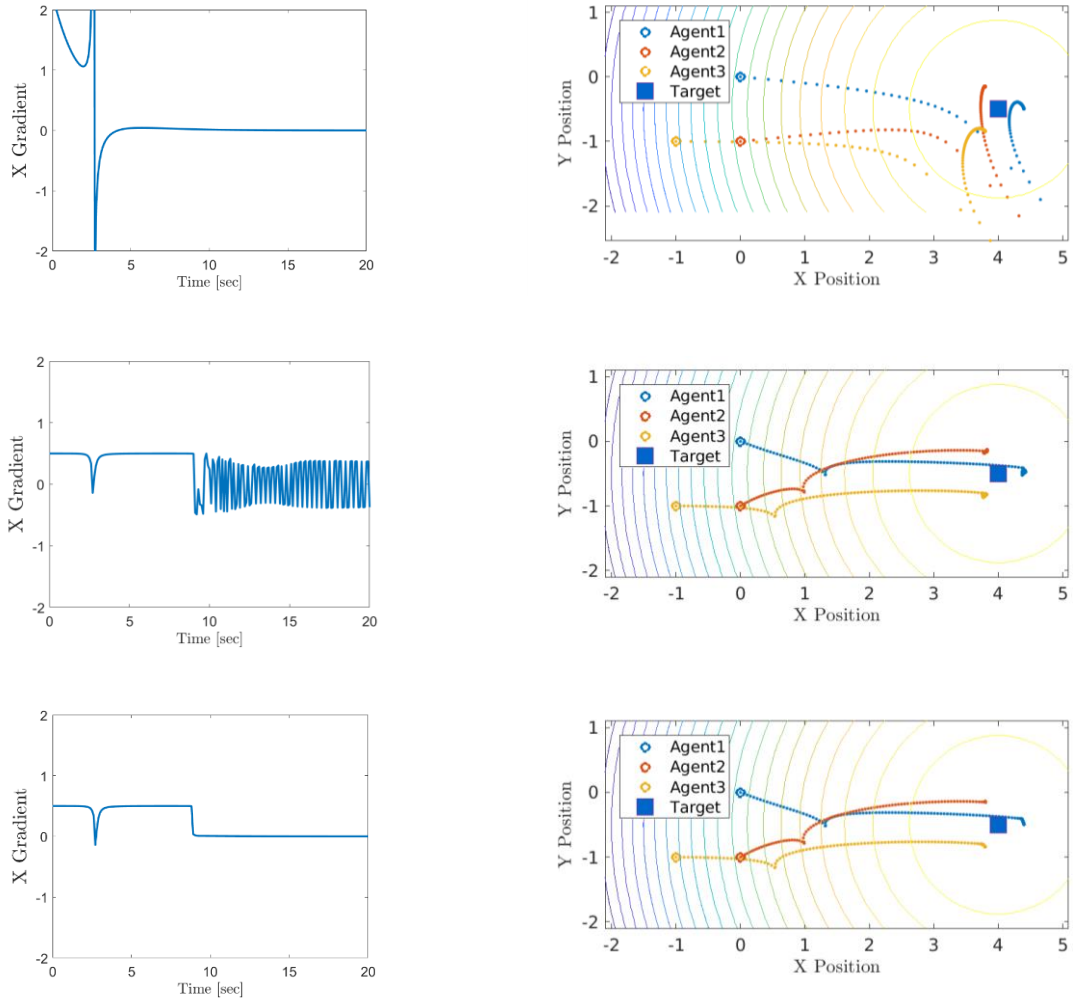 2
1
0
-1
-2
X Gradient
0 5 10 15 20
Time [sec]
1
0
-1
-2
Y Position
Agent1
Agent2
Agent3
Target
-2 -1 0 1 2 3 4 5
X Position
2
1
0
-1
-2
X Gradient
0 5 10 15 20
Time [sec]
1
0
-1
-2
Y Position
Agent1
Agent2
Agent3
Target
-2 -1 0 1 2 3 4 5
X Position
2
1
0
-1
-2
X Gradient
0 5 10 15 20
Time [sec]
1
0
-1
-2
Y Position
Agent1
Agent2
Agent3
Target
-2 -1 0 1 2 3 4 5
X Position